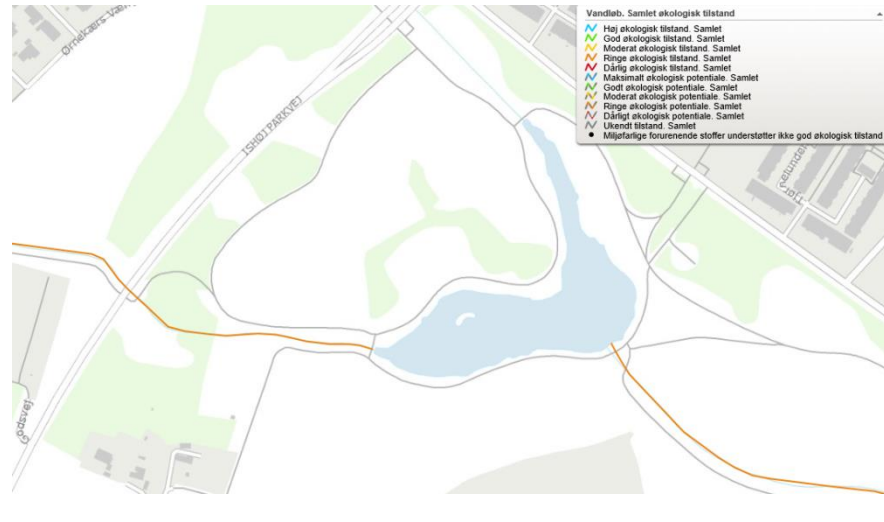 Vandløb. Samlet økologisk tilstand
Høj økologisk tilstand. Samlet
God økologisk tilstand. Samlet
Moderat økologisk tilstand. Samlet
Ringe økologisk tilstand. Samlet
Dårlig økologisk tilstand. Samlet
Maksimalt økologisk potentiale. Samlet
Godt økologisk potentiale. Samlet
Moderat økologisk potentiale. Samlet
Ringe økologisk potentiale. Samlet
Dårligt økologisk potentiale. Samlet
Ukendt tilstand. Samlet
Miljøfarlige forurenende stoffer understøtter ikke god økologisk tilstand
ISHØJ PARKVEJ
Godsvej